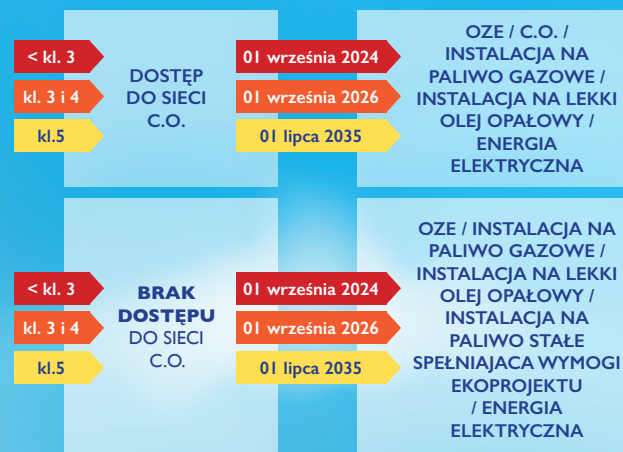 < kl. 3
kl. 3 i 4
kl.5
DOSTĘP
DO SIECI
C.O.
01 września 2024
01 września 2026
01 lipca 2035
OZE / C.O. /
INSTALACJA NA
PALIWO GAZOWE /
INSTALACJA NA LEKKI
OLEJ OPAŁOWY /
ENERGIA
ELEKTRYCZNA
< kl. 3
kl. 3 i 4
kl.5
BRAK
DOSTĘPU
DO SIECI
C.O.
01 września 2024
01 września 2026
01 lipca 2035
OZE / INSTALACJA NA
PALIWO GAZOWE /
INSTALACJA NA LEKKI
OLEJ OPAŁOWY /
INSTALACJA NA
PALIWO STAŁE
SPEŁNIAJACA WYMOGI
EKOPROJEKTU
/ ENERGIA
ELEKTRYCZNA